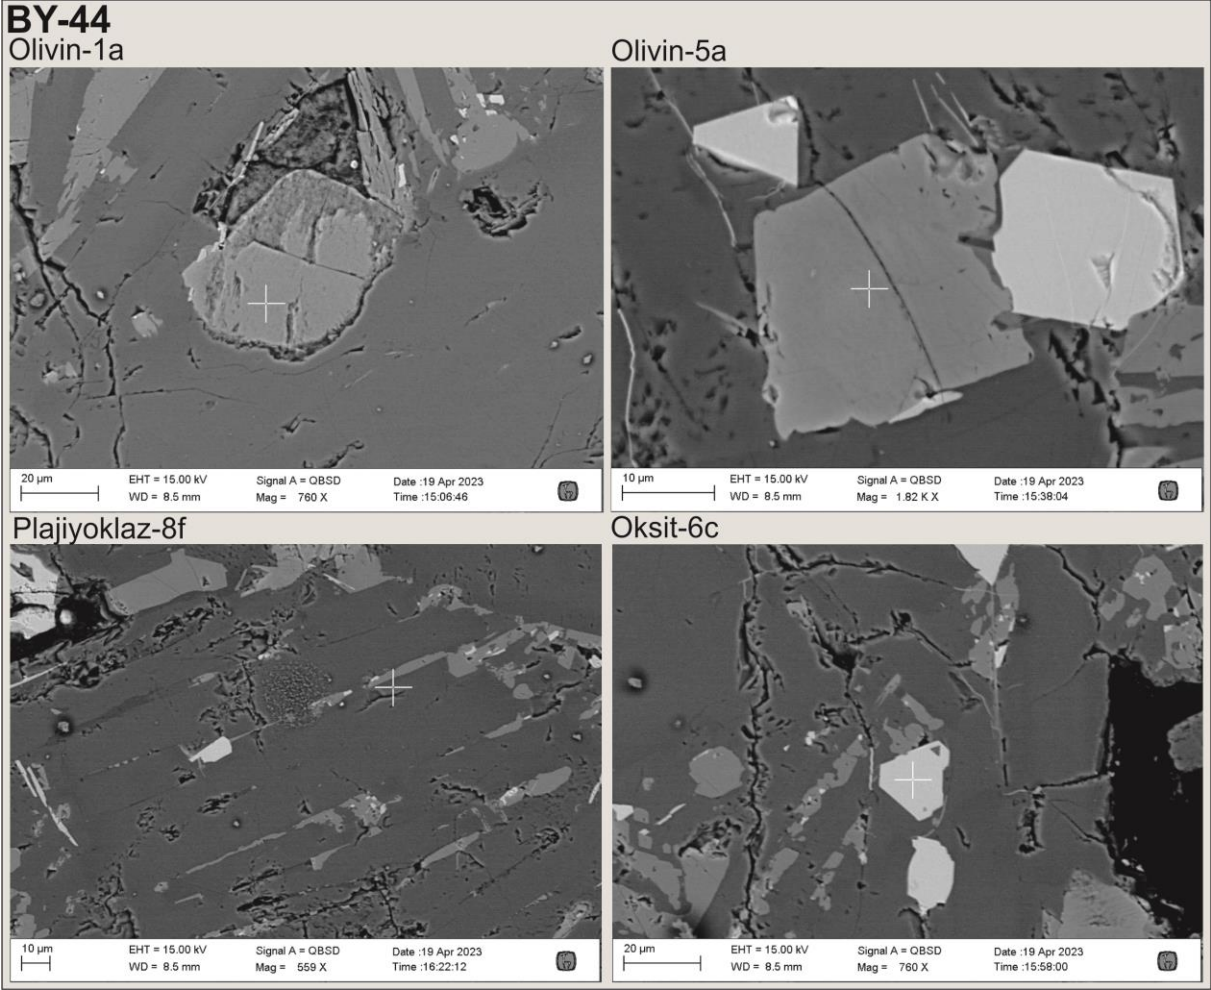 BY-44
Olivin-1a
Olivin-5a
20 µm EHT = 15.00 kV Signal A = QBSD Date :19 Apr 2023
WD = 8.5 mm Mag = 760 X Time :15:06:46
10 µm EHT = 15.00 kV Signal A = QBSD Date :19 Apr 2023
WD = 8.5 mm Mag = 1.82 K X Time :15:38:04
Plajiyoklaz-8f
Oksit-6c
10 µm EHT = 15.00 kV Signal A = QBSD Date :19 Apr 2023
WD = 8.5 mm Mag = 559 X Time :16:22:12
20 µm EHT = 15.00 kV Signal A = QBSD Date :19 Apr 2023
WD = 8.5 mm Mag = 760 X Time :15:58:00